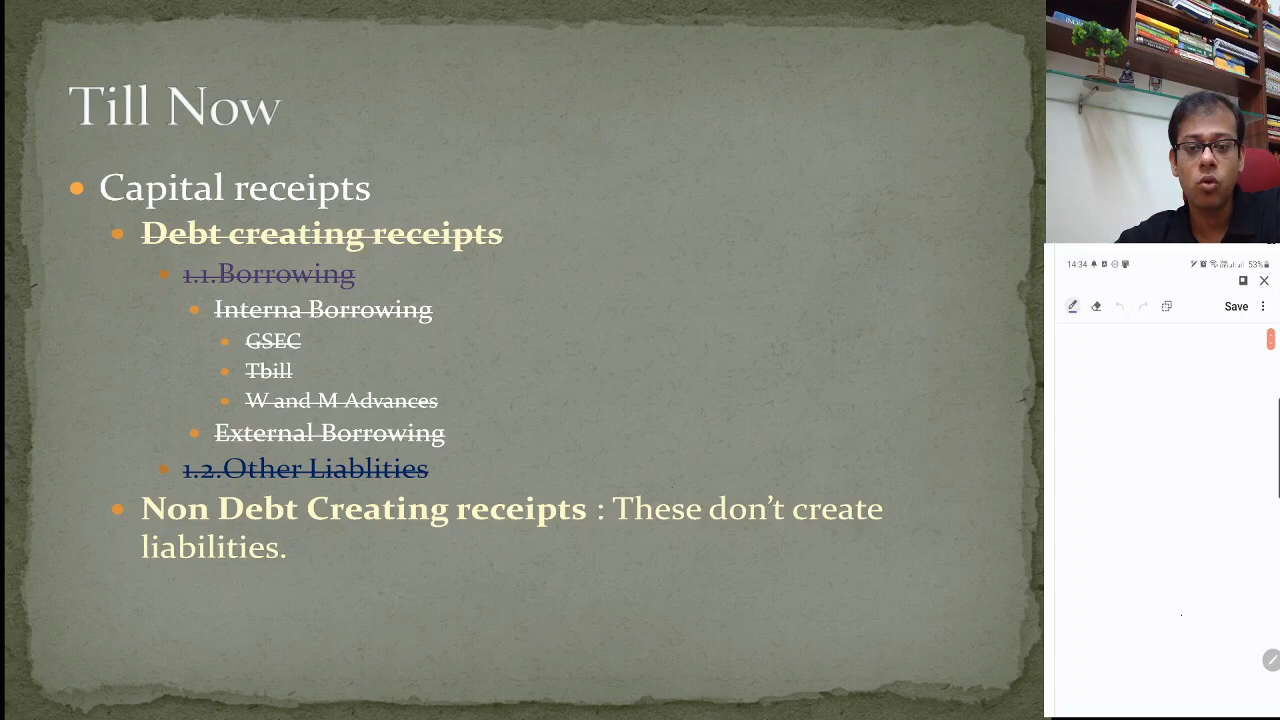 Till Now
Capital receipts
Debt creating receipts
1.1.Borrowing
Interna Borrowing
GSEC
Tbill
W and M Advances
External Borrowing
1.2.Other Liablities
Non Debt Creating receipts : These don't create
liabilities.
14:34
53%
Save